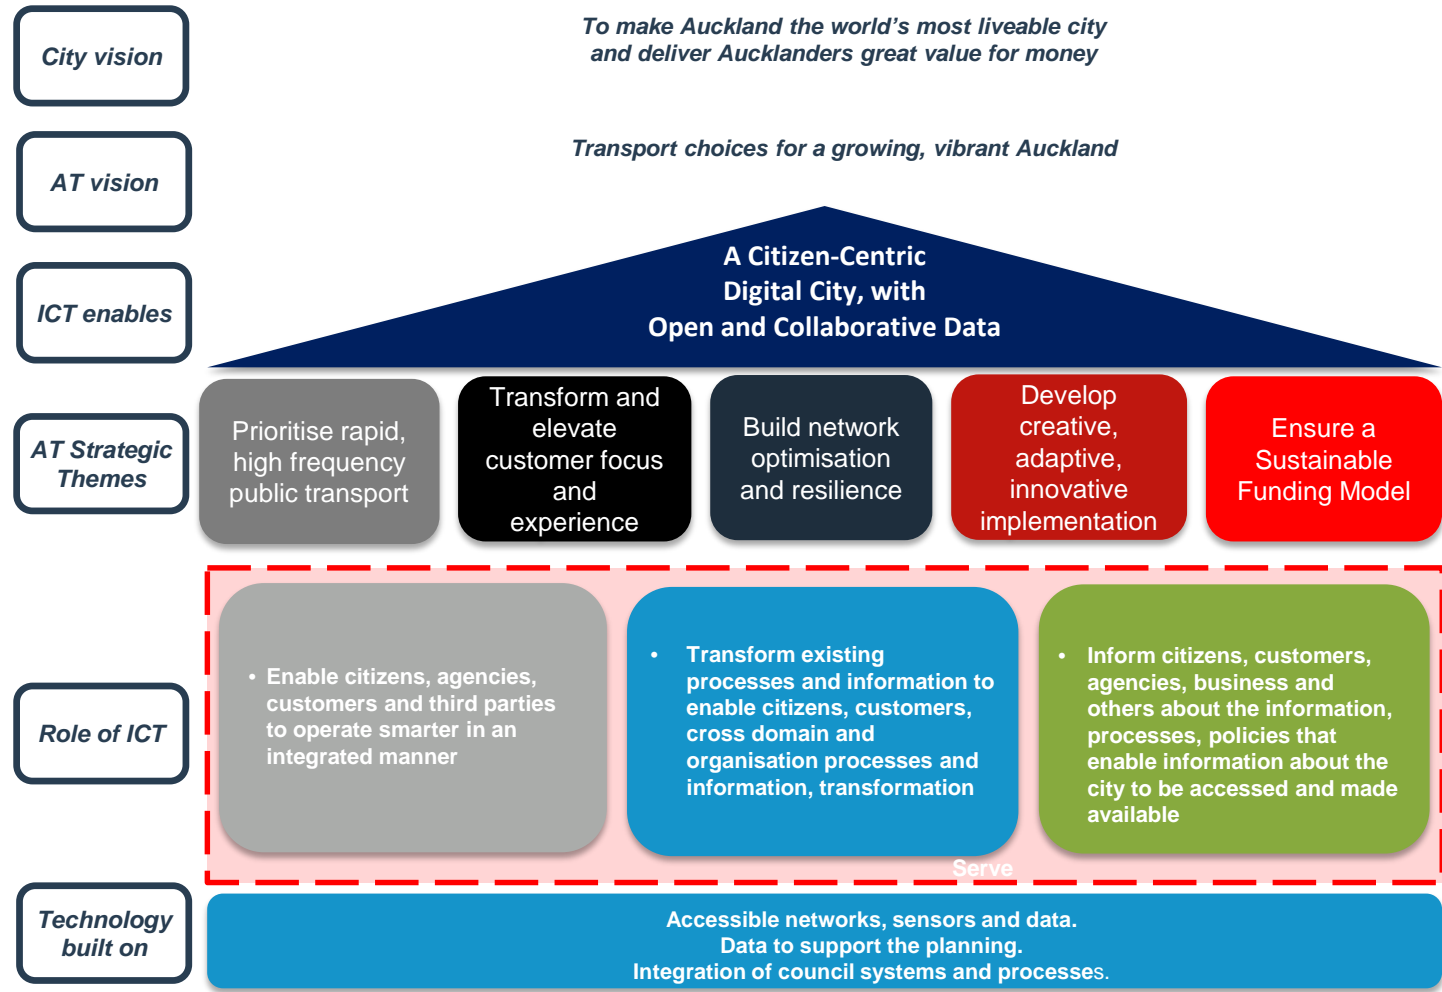 City vision
To make Auckland the world’s most liveable city
and deliver Aucklanders great value for money
AT vision
Transport choices for a growing, vibrant Auckland
ICT enables
A Citizen-Centric
Digital City, with
Open and Collaborative Data
AT Strategic
Themes
Prioritise rapid,
high frequency
public transport
Transform and
elevate
customer focus
and
experience
Build network
optimisation
and resilience
Develop
creative,
adaptive,
innovative
implementation
Ensure a
Sustainable
Funding Model
Role of ICT
• Enable citizens, agencies,
customers and third parties
to operate smarter in an
integrated manner
• Transform existing
processes and information to
enable citizens, customers,
cross domain and
organisation processes and
information, transformation
• Inform citizens, customers,
agencies, business and
others about the information,
processes, policies that
enable information about the
city to be accessed and made
available
Serve
Technology
built on
Accessible networks, sensors and data.
Data to support the planning.
Integration of council systems and processes.